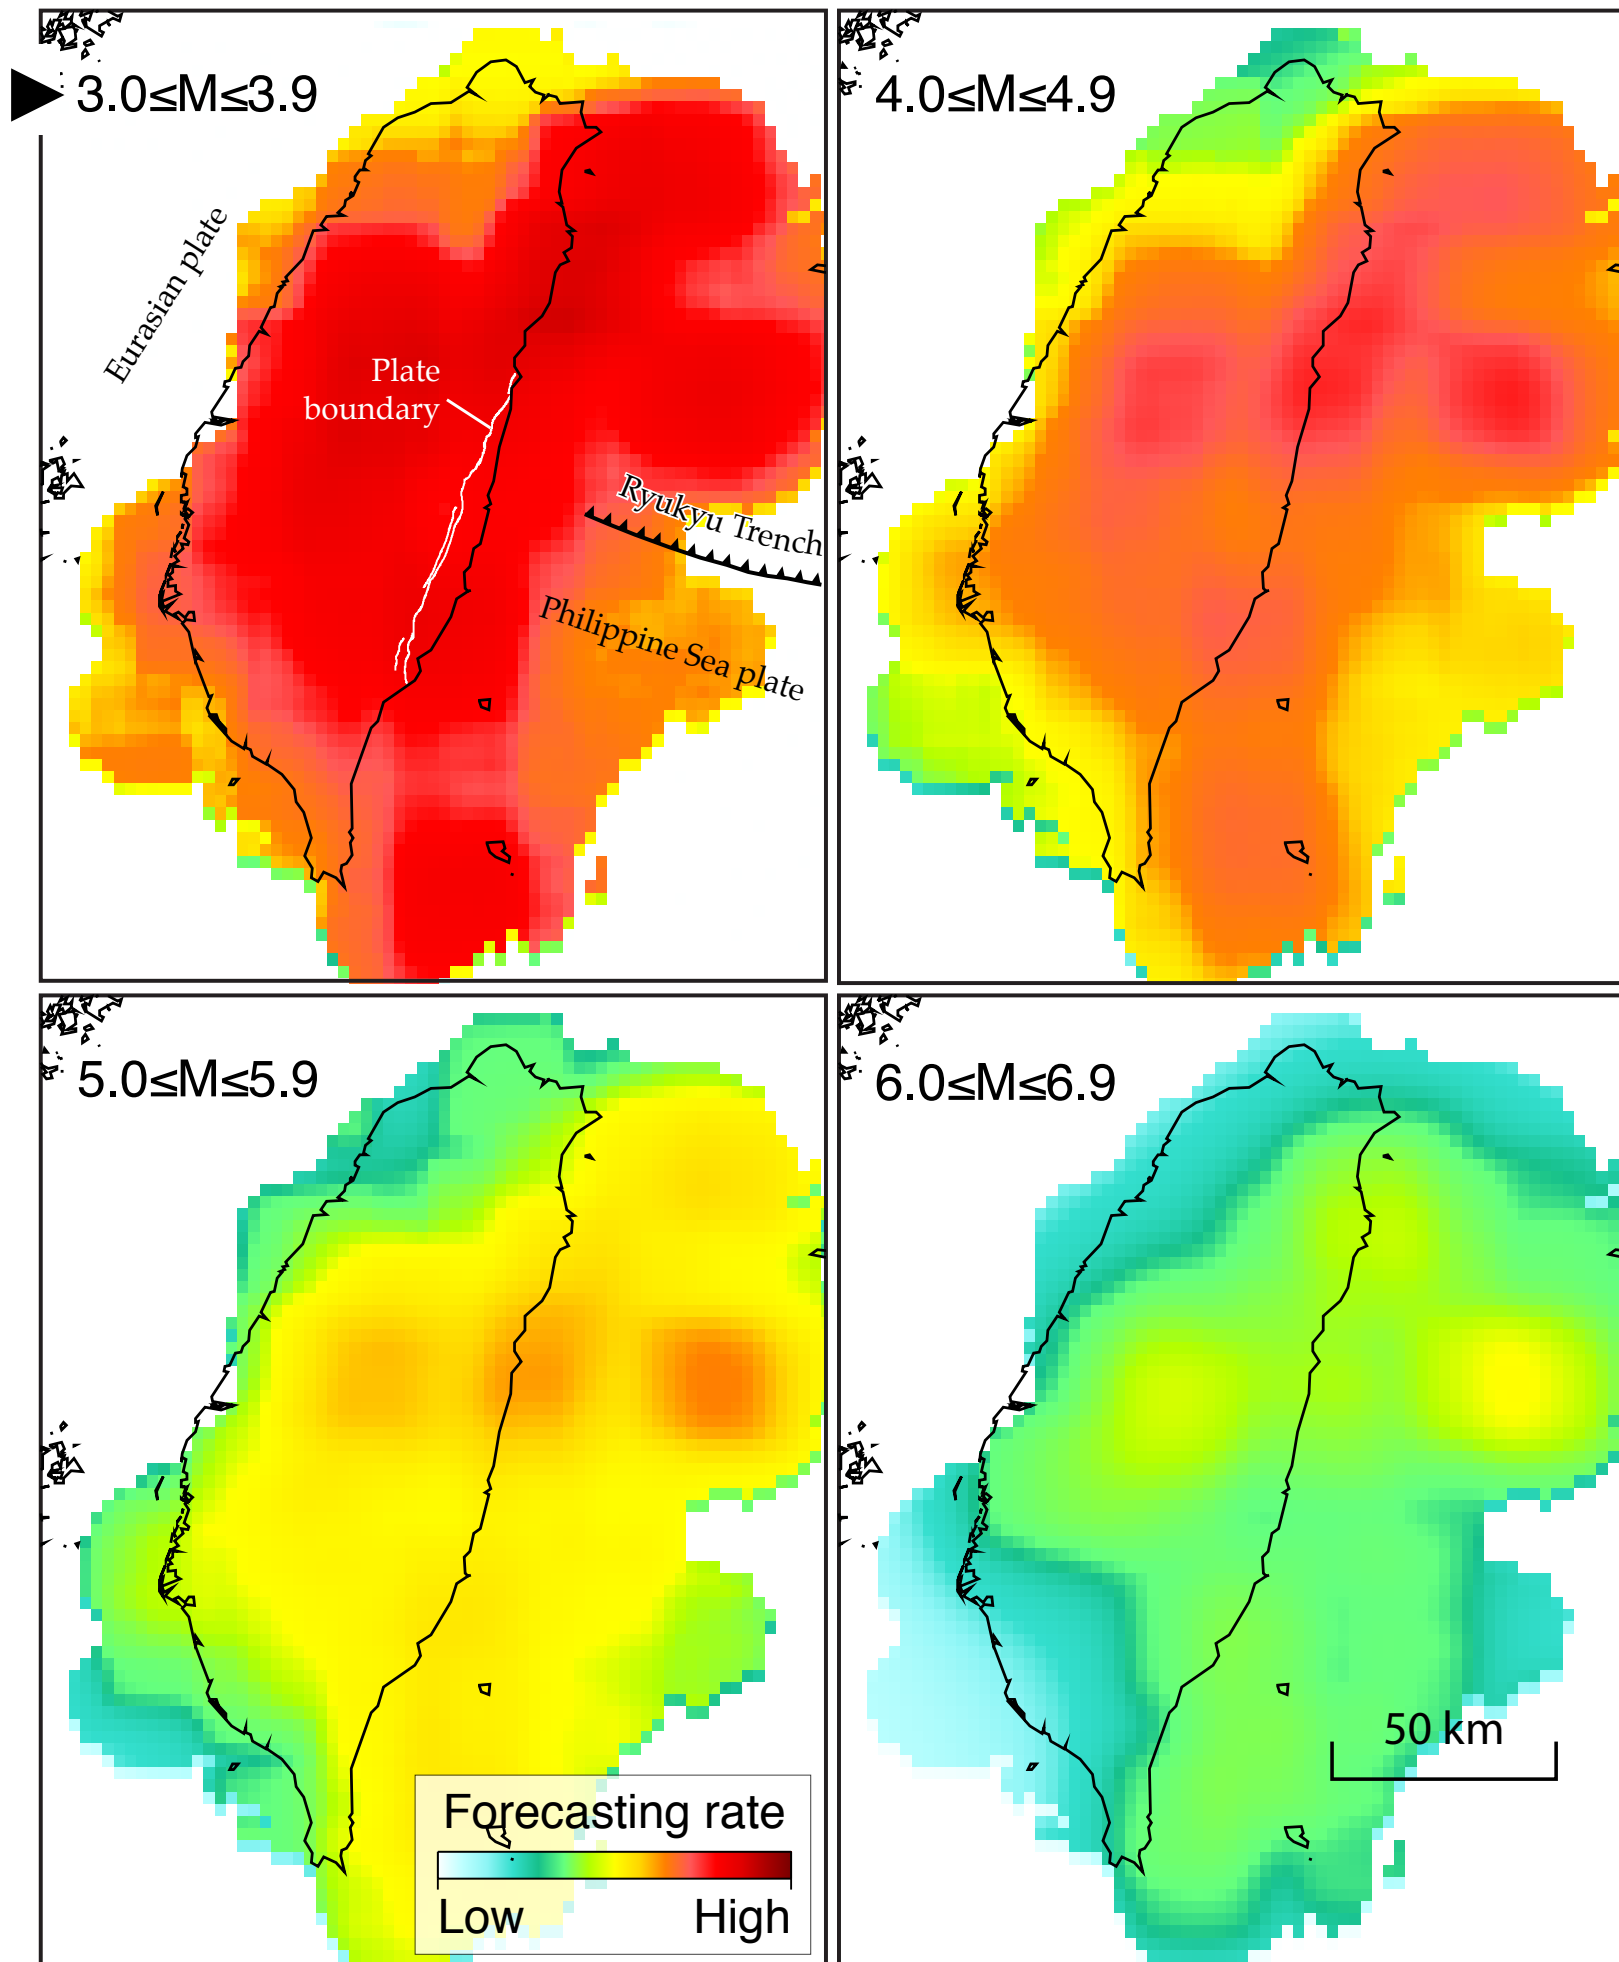 3.0≤M≤3.9
4.0≤M≤4.9
Eurasian plate
Plate
boundary
Ryukyu Trench
Philippine Sea plate
5.0≤M≤5.9
6.0≤M≤6.9
50 km
Forecasting rate
Low
High